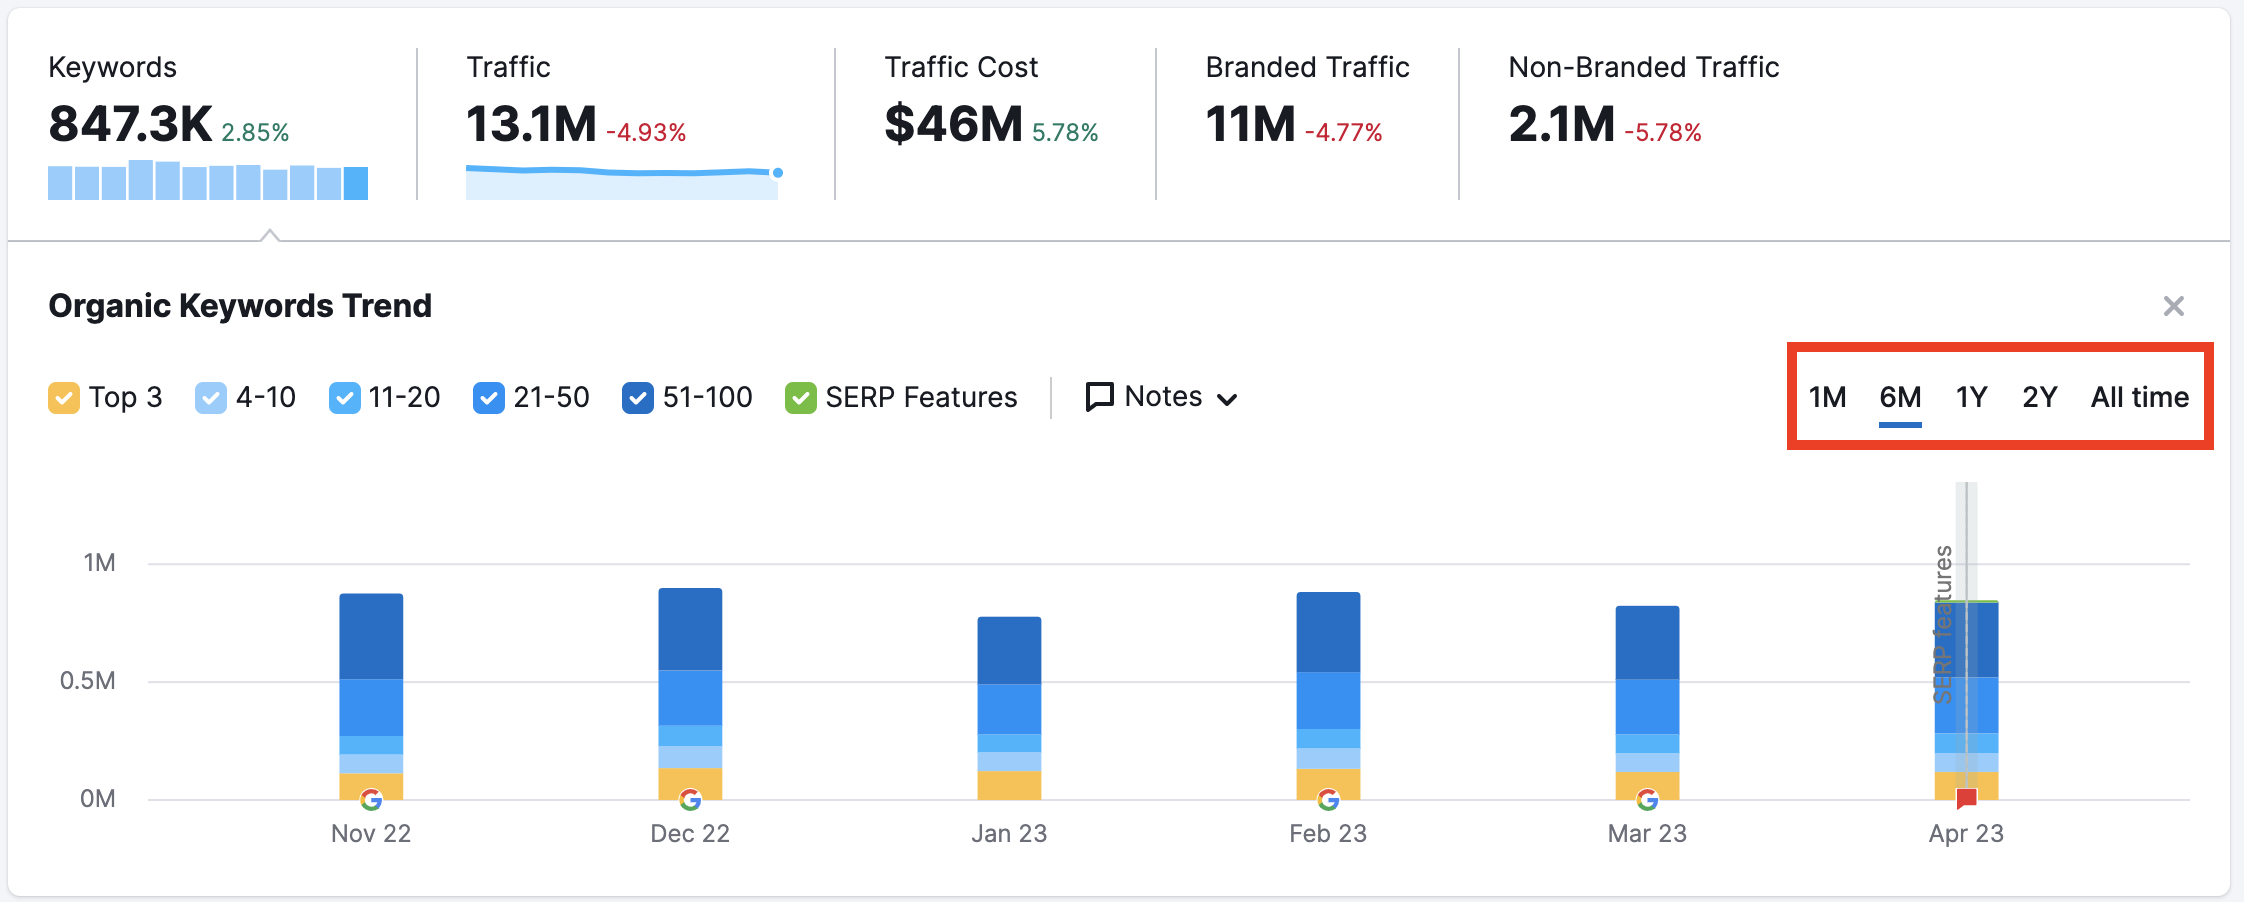 Keywords
847.3K 2.85%
Traffic
13.1M -4.93%
Traffic Cost
$46M 5.78%
Branded Traffic
11M -4.77%
Non-Branded Traffic
2.1M -5.78%
Organic Keywords Trend
Top 3 4-10 11-20 21-50 51-100 SERP Features Notes
1M 6M 1Y 2Y All time
1M
0.5M
0M
SERP features
Nov 22 Dec 22 Jan 23 Feb 23 Mar 23 Apr 23